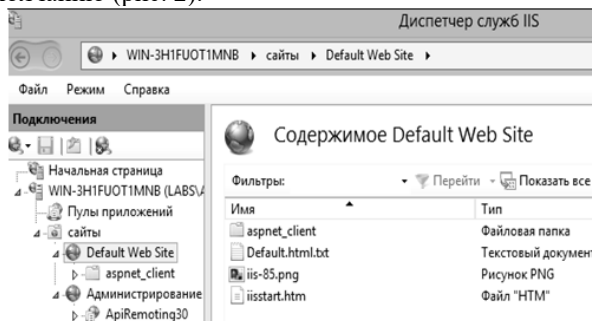 (рис. 2).
Диспетчер служб IIS
WIN-3H1FUOT1MNB ▸ сайты ▸ Default Web Site ▸
Файл Режим Справка
Подключения
Начальная страница
WIN-3H1FUOT1MNB (LABS\A
Пулы приложений
сайты
Default Web Site
aspnet_client
Администрирование
ApiRemoting30
Содержимое Default Web Site
Фильтры: Перейти Показать все
Имя Тип
aspnet_client Файловая папка
Default.html.txt Текстовый документ
iis-85.png Рисунок PNG
iisstart.htm Файл "HTM"